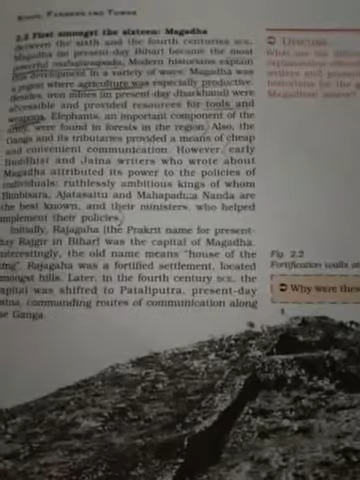 KINGS, FARMERS AND TOWNS
2.2 First amongst the sixteen: Magadha
Between the sixth and the fourth centuries BCE,
Magadha (in present-day Bihar) became the most
powerful mahajanapada. Modern historians explain
this development in a variety of ways: Magadha was
a region where agriculture was especially productive.
Besides, iron mines (in present-day Jharkhand) were
accessible and provided resources for tools and
weapons. Elephants, an important component of the
army, were found in forests in the region. Also, the
Ganga and its tributaries provided a means of cheap
and convenient communication. However, early
Buddhist and Jaina writers who wrote about
Magadha attributed its power to the policies of
individuals: ruthlessly ambitious kings of whom
Bimbisara, Ajatasattu and Mahapadma Nanda are
the best known, and their ministers, who helped
implement their policies.
Initially, Rajagaha (the Prakrit name for present-
day Rajgir in Bihar) was the capital of Magadha.
Interestingly, the old name means "house of the
king". Rajagaha was a fortified settlement, located
amongst hills. Later, in the fourth century BCE, the
capital was shifted to Pataliputra, present-day
Patna, commanding routes of communication along
the Ganga.
Discuss
What are the
Magadhan
Fig. 2.2
Fortification walls at
Why were these